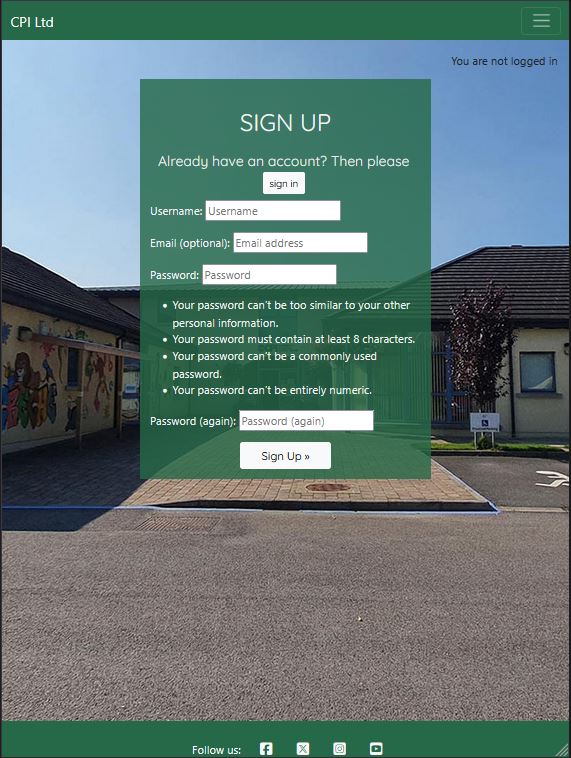 CPI Ltd
You are not logged in
SIGN UP
Already have an account? Then please
sign in
Username: Username
Email (optional): Email address
Password: Password
Your password can't be too similar to your other
personal information.
Your password must contain at least 8 characters.
Your password can't be a commonly used
password.
Your password can't be entirely numeric.
Password (again): Password (again)
Sign Up »
Follow us: